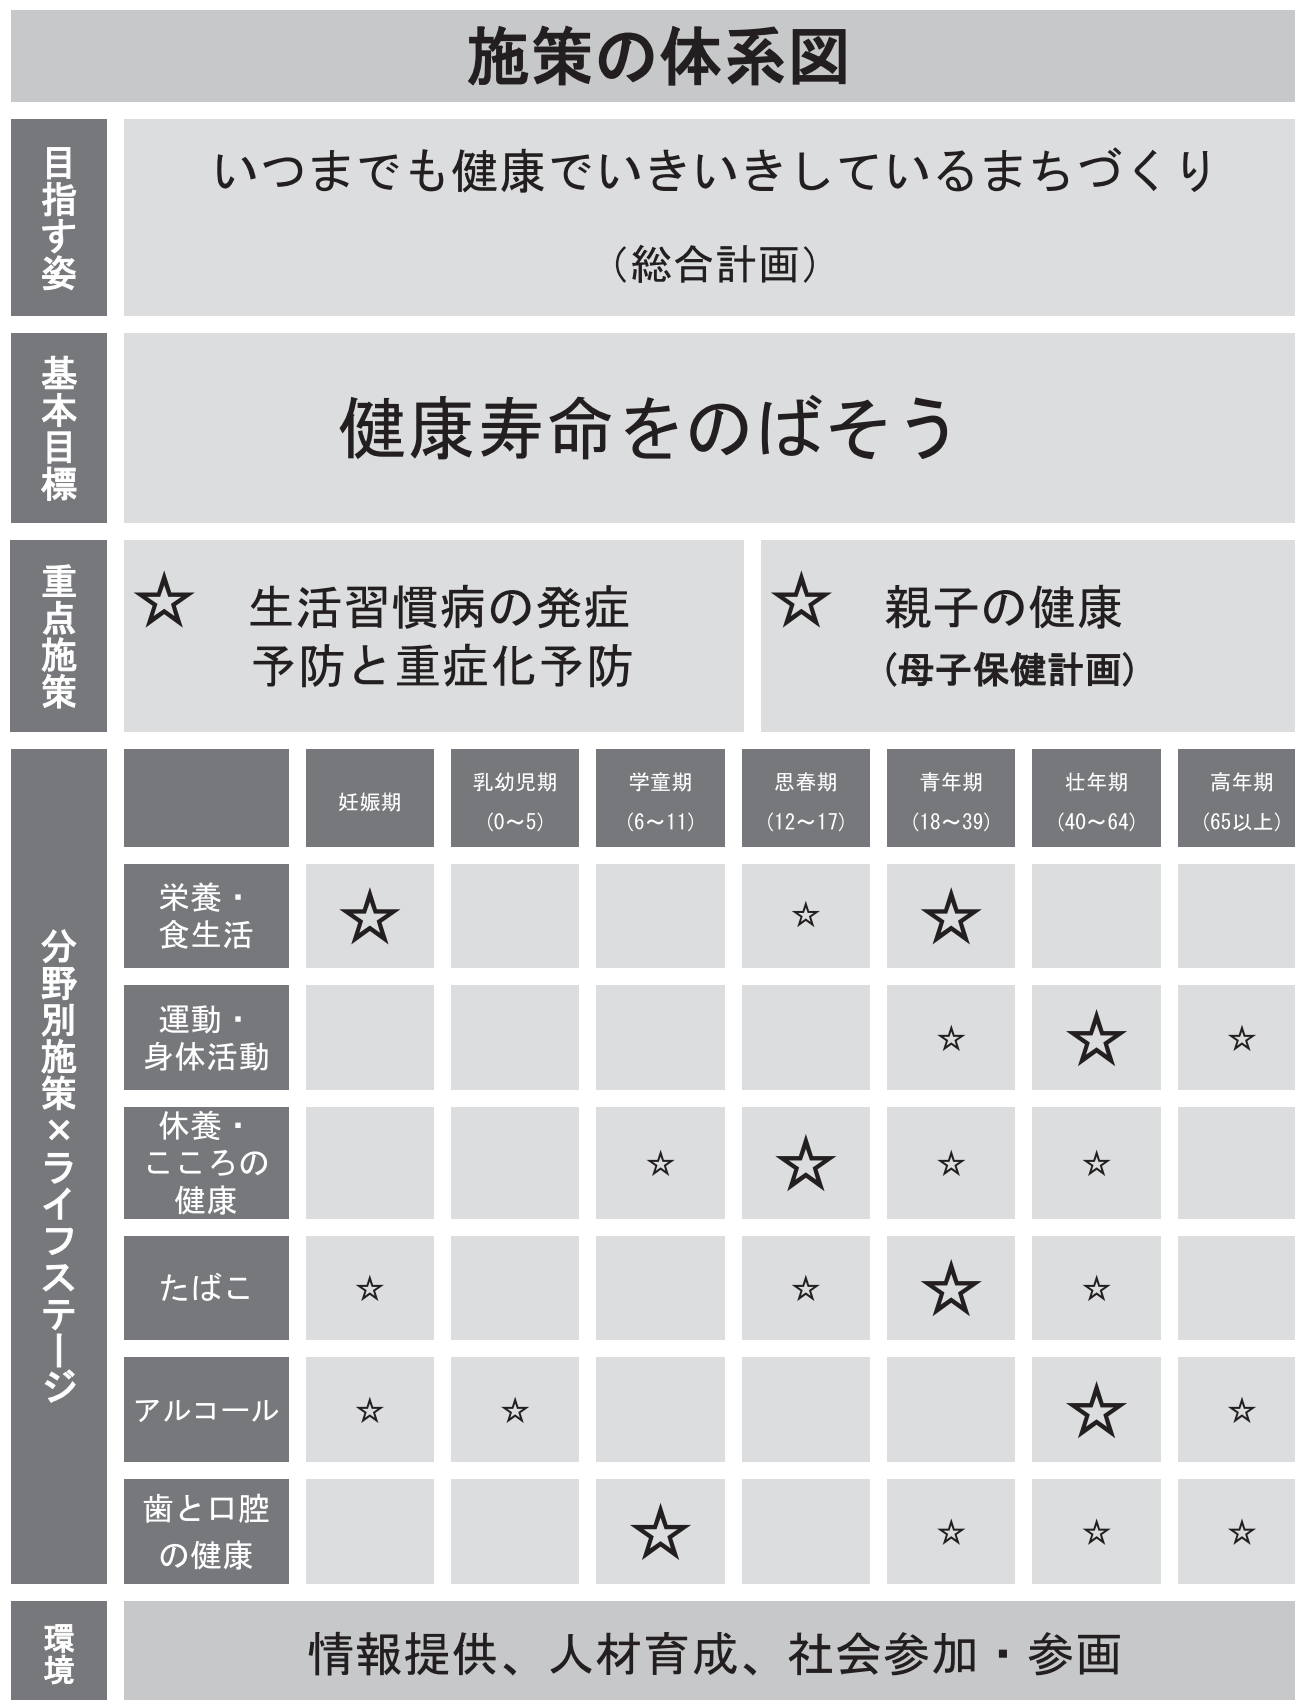 施策の体系図
目指す姿
いつまでも健康でいきいきしているまちづくり
（総合計画）
基本目標
健康寿命をのばそう
重点施策
☆ 生活習慣病の発症
予防と重症化予防
☆ 親子の健康
（母子保健計画）
分野別施策×ライフステージ
妊娠期
乳幼児期
（0～5）
学童期
（6～11）
思春期
（12～17）
青年期
（18～39）
壮年期
（40～64）
高年期
（65以上）
栄養・
食生活
☆ ☆ ☆
運動・
身体活動
☆ ☆ ☆
休養・
こころの
健康
☆ ☆ ☆ ☆
たばこ
☆ ☆ ☆ ☆
アルコール
☆ ☆ ☆ ☆
歯と口腔
の健康
☆ ☆ ☆ ☆
環境
情報提供、人材育成、社会参加・参画